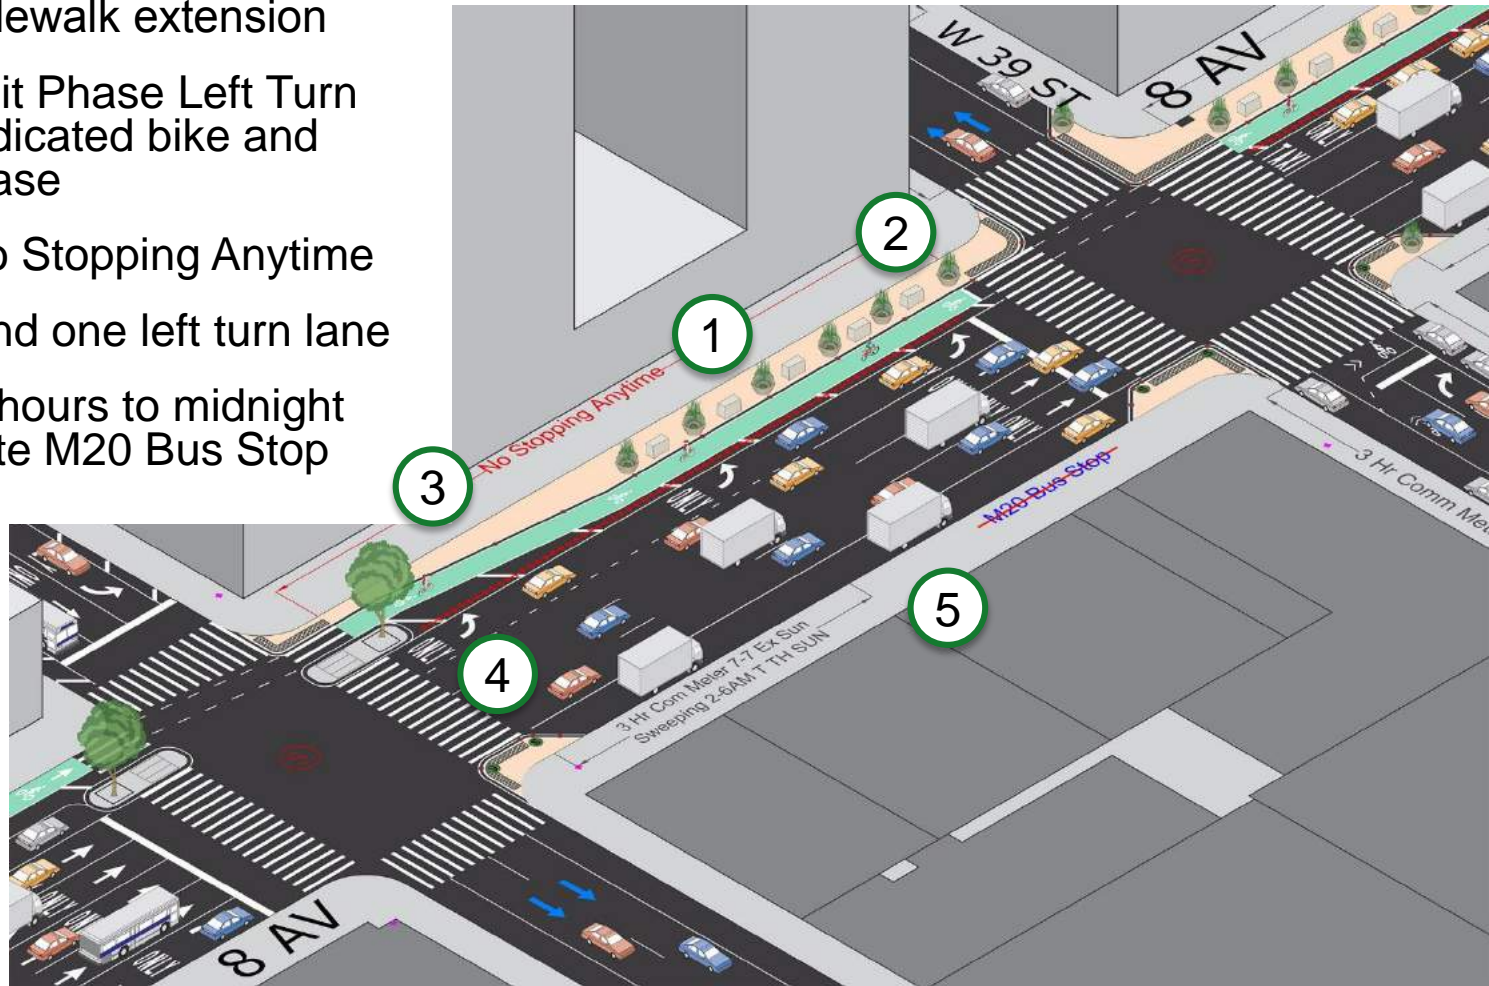 lewalk extension
it Phase Left Turn
dicated bike and
ase
Stopping Anytime
nd one left turn lane
hours to midnight
te M20 Bus Stop
W 39 ST
8 AV
2
1
No Stopping Anytime
3
M20 Bus Stop
3 Hr Comm Me
5
4
3 Hr Com Meter 7-7 Ex Sun
Sweeping 2-6AM T TH SUN
ONLY
ONLY
ONLY
8 AV
ONLY